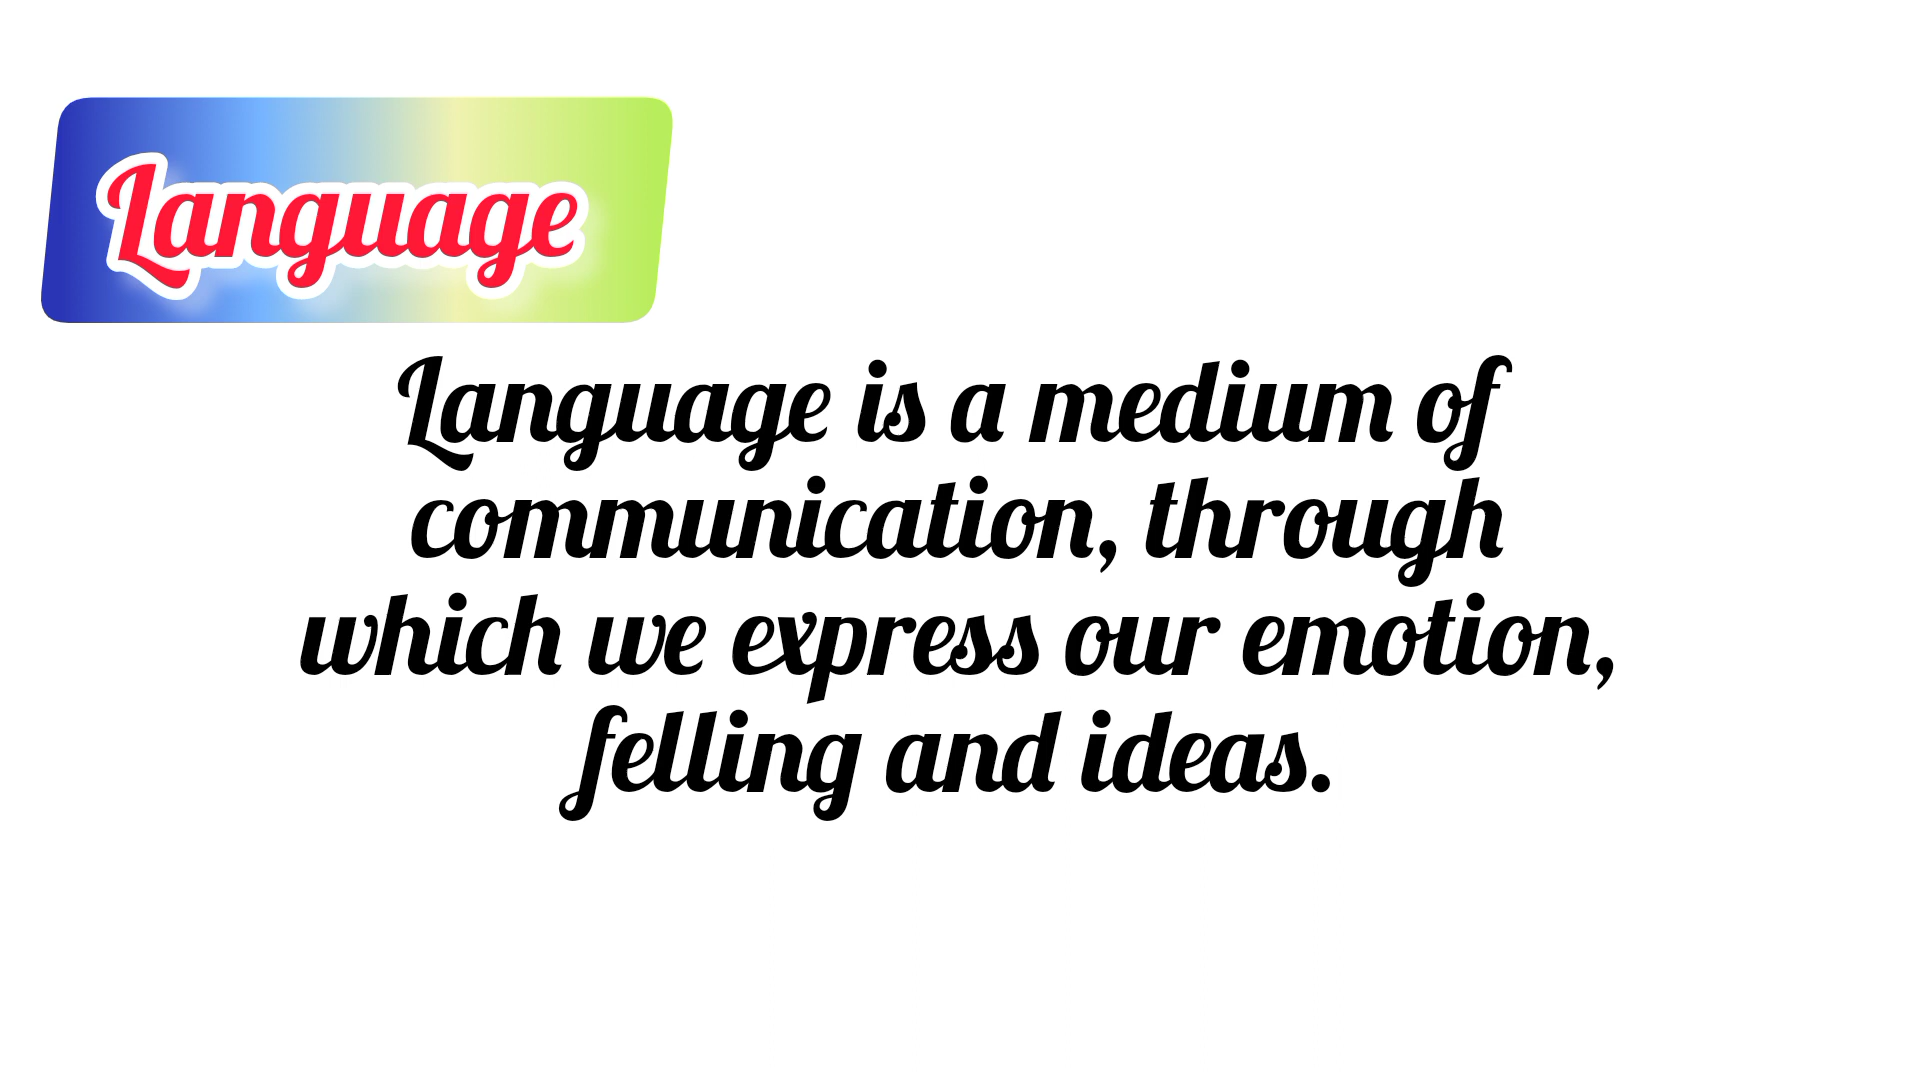 Language
Language is a medium of
communication, through
which we express our emotion,
felling and ideas.